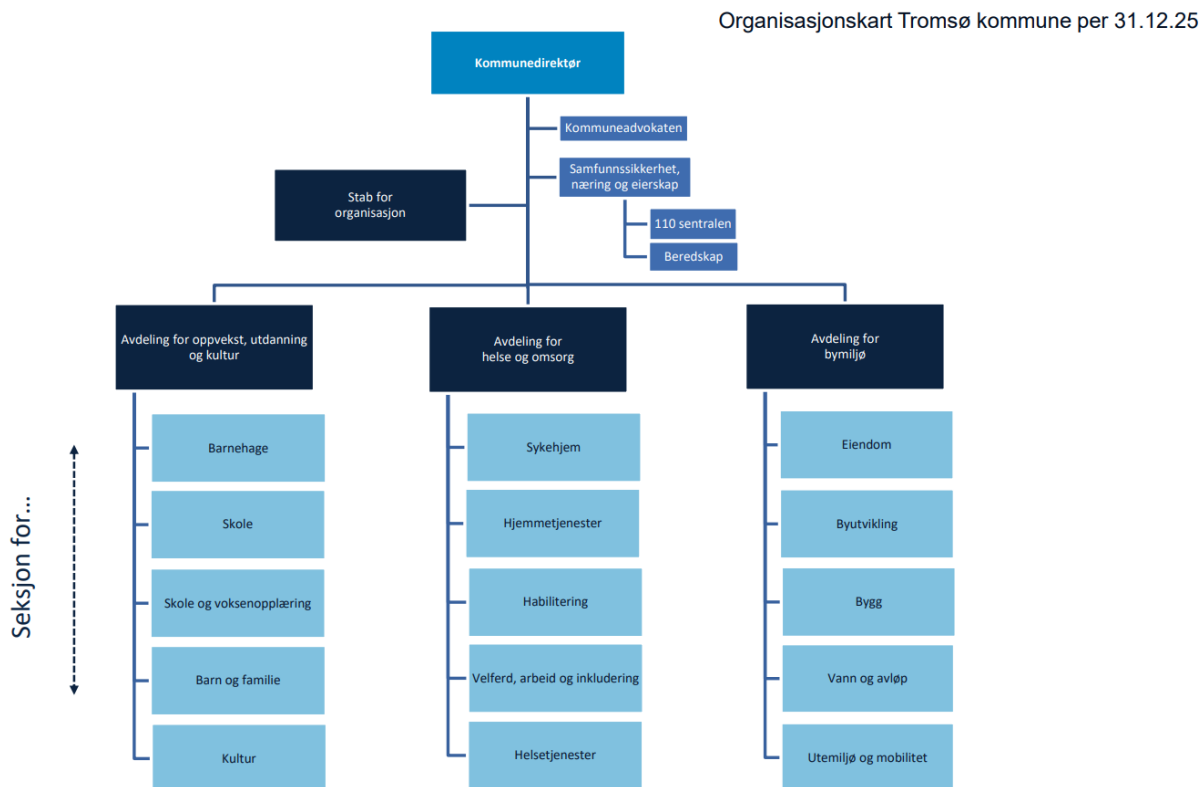 Organisasjonskart Tromsø kommune per 31.12.25
Kommunedirektør
Kommuneadvokaten
Samfunnssikkerhet,
næring og eierskap
Stab for
organisasjon
110 sentralen
Beredskap
Avdeling for oppvekst, utdanning
og kultur
Avdeling for
helse og omsorg
Avdeling for
bymiljø
Seksjon for...
Barnehage
Skole
Skole og voksenopplæring
Barn og familie
Kultur
Sykehjem
Hjemmetjenester
Habilitering
Velferd, arbeid og inkludering
Helsetjenester
Eiendom
Byutvikling
Bygg
Vann og avløp
Utemiljø og mobilitet